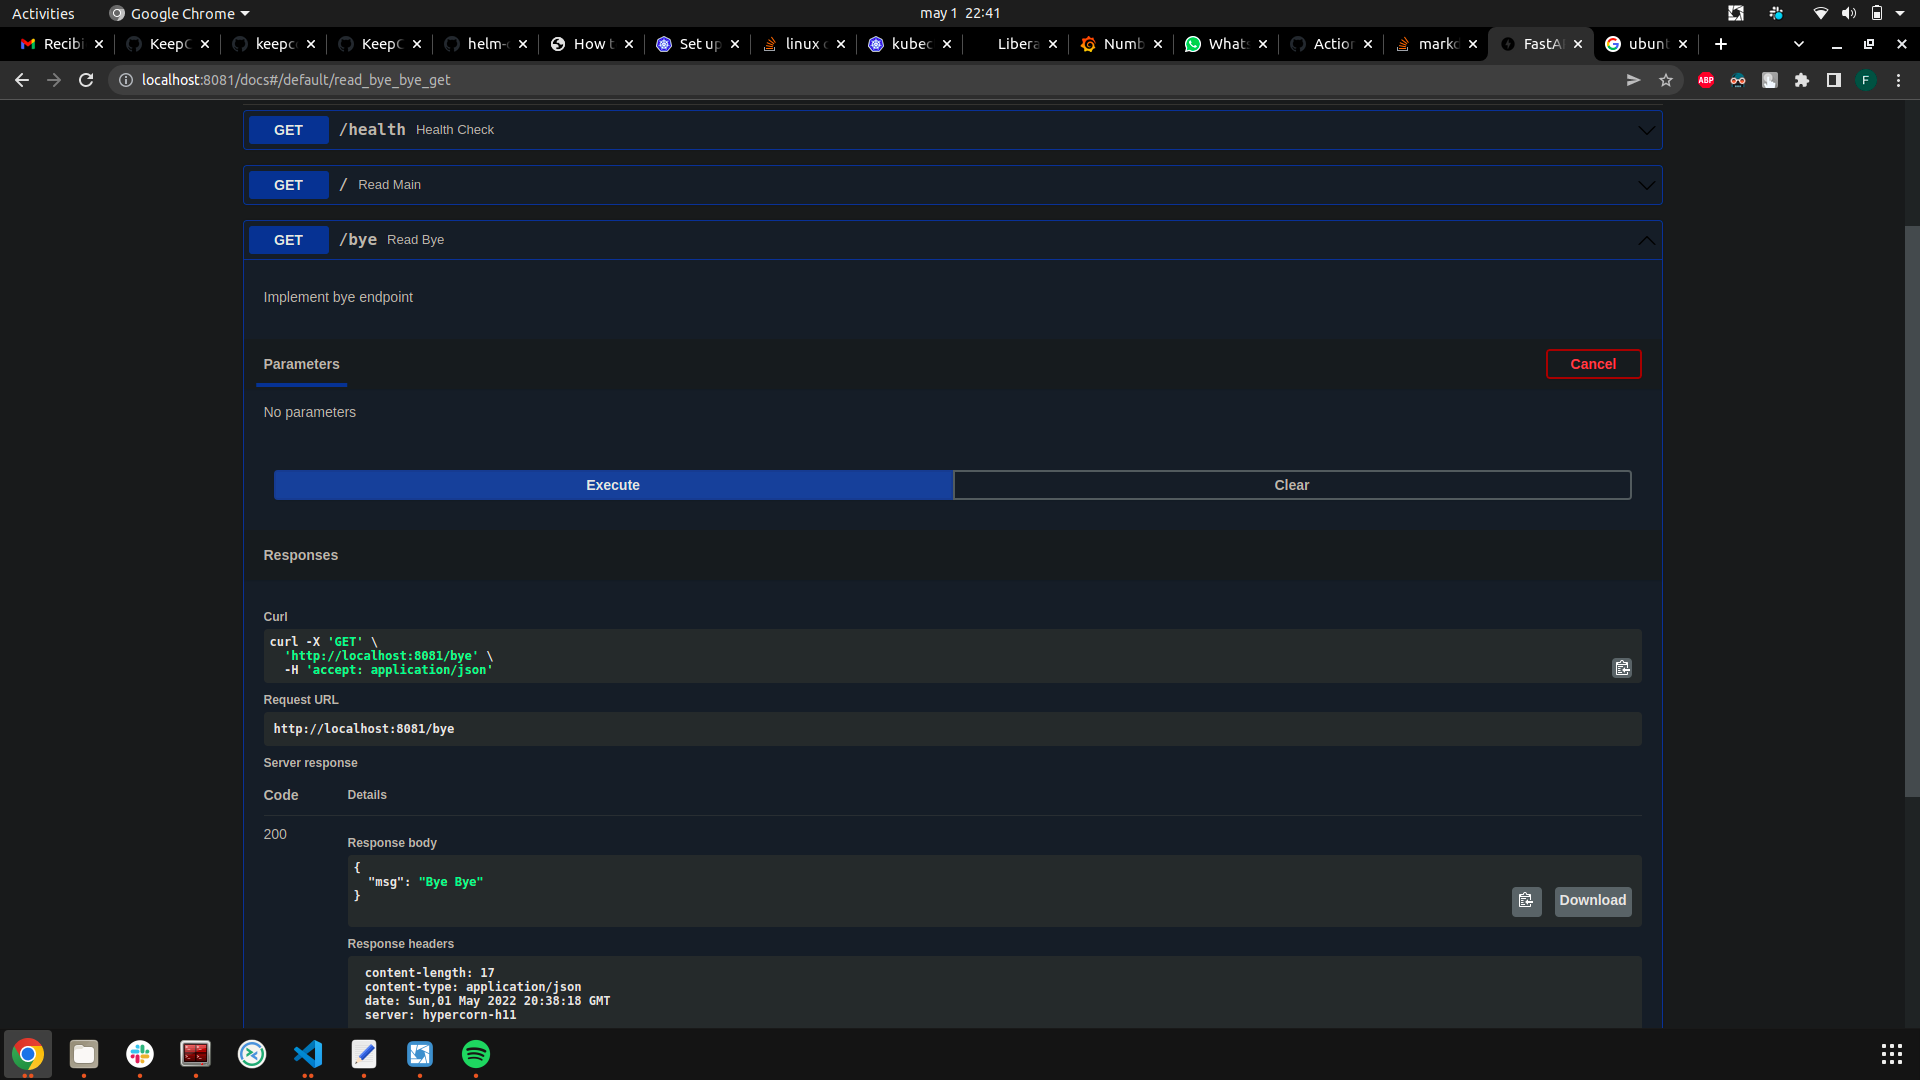 Activities
Google Chrome
may 1 22:41
Recibi
KeepC
keepc
KeepC
helm-
How t
Set up
linux
kubec
Libera
Numb
Whats
Action
markd
FastA
ubunt
localhost:8081/docs#/default/read_bye_bye_get
ABP
F
GET /health Health Check
GET / Read Main
GET /bye Read Bye
Implement bye endpoint
Parameters
Cancel
No parameters
Execute
Clear
Responses
Curl
curl -X 'GET' \
'http://localhost:8081/bye' \
-H 'accept: application/json'
Request URL
http://localhost:8081/bye
Server response
Code Details
200
Response body
{
"msg": "Bye Bye"
}
Download
Response headers
content-length: 17
content-type: application/json
date: Sun,01 May 2022 20:38:18 GMT
server: hypercorn-h11